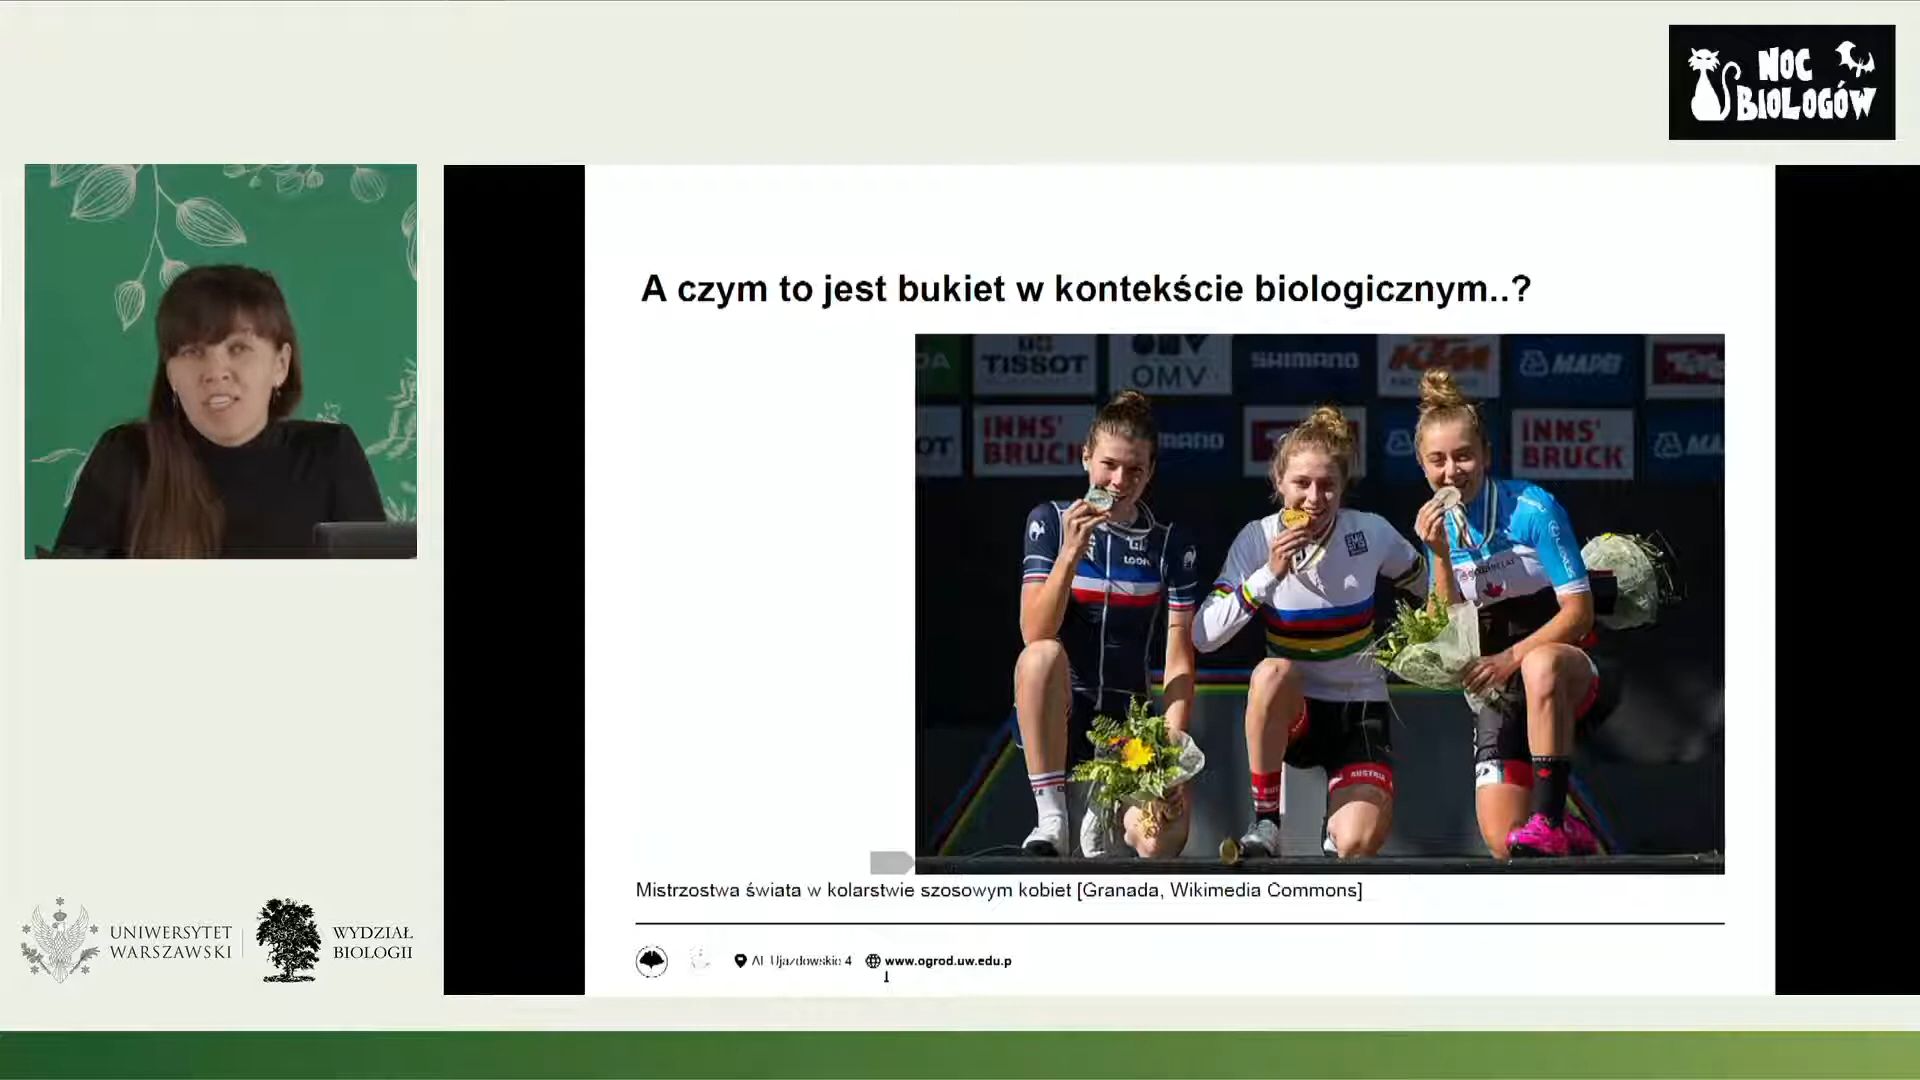 NOC
BIOLOGÓW
A czym to jest bukiet w kontekście biologicznym..?
TISSOT
OMV
SHIMANO
KTM
MAPEI
INNS'
BRUCK
INNS'
BRUCK
AUSTRIA
Mistrzostwa świata w kolarstwie szosowym kobiet [Granada, Wikimedia Commons]
Al. Ujazdowskie 4
www.ogrod.uw.edu.p
l
UNIWERSYTET
WARSZAWSKI
WYDZIAŁ
BIOLOGII